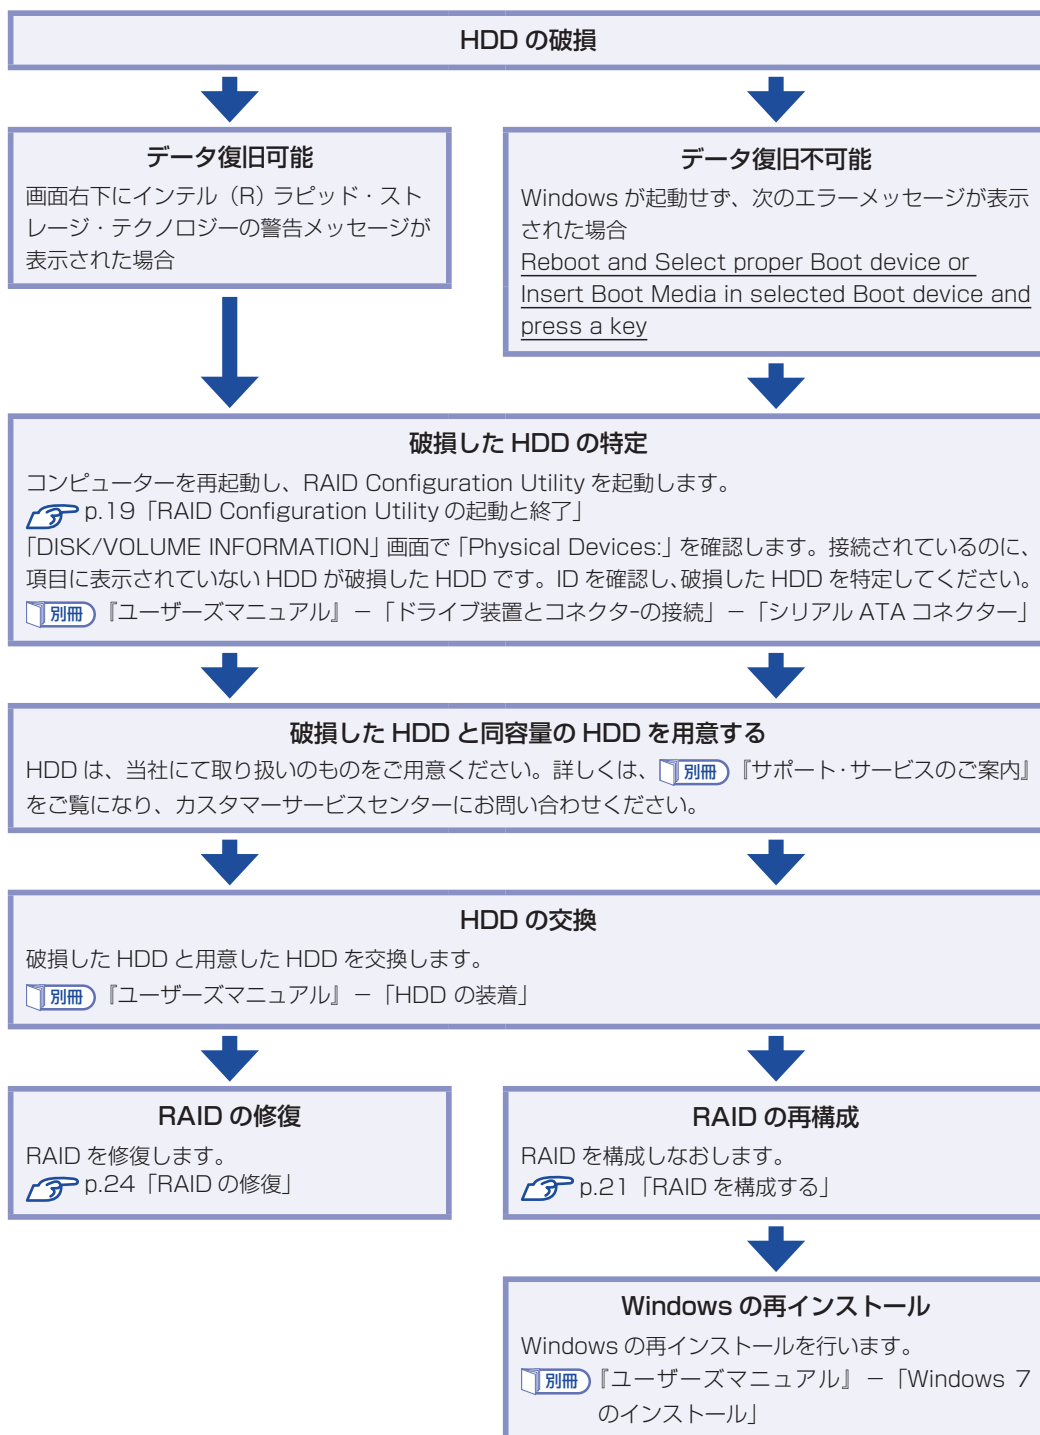 HDD の破損
データ復旧可能
画面右下にインテル（R）ラピッド・スト
レージ・テクノロジーの警告メッセージが
表示された場合
データ復旧不可能
Windows が起動せず、次のエラーメッセージが表示
された場合
Reboot and Select proper Boot device or
Insert Boot Media in selected Boot device and
press a key
破損した HDD の特定
コンピューターを再起動し、RAID Configuration Utility を起動します。
p.19「RAID Configuration Utility の起動と終了」
「DISK/VOLUME INFORMATION」画面で「Physical Devices:」を確認します。接続されているのに、
項目に表示されていない HDD が破損した HDD です。ID を確認し、破損した HDD を特定してください。
別冊 『ユーザーズマニュアル』－「ドライブ装置とコネクタ−の接続」－「シリアル ATA コネクター」
破損した HDD と同容量の HDD を用意する
HDD は、当社にて取り扱いのものをご用意ください。詳しくは、 別冊 『サポート・サービスのご案内』
をご覧になり、カスタマーサービスセンターにお問い合わせください。
HDD の交換
破損した HDD と用意した HDD を交換します。
別冊 『ユーザーズマニュアル』－「HDD の装着」
RAID の修復
RAID を修復します。
p.24「RAID の修復」
RAID の再構成
RAID を構成しなおします。
p.21「RAID を構成する」
Windows の再インストール
Windows の再インストールを行います。
別冊 『ユーザーズマニュアル』－「Windows 7
のインストール」